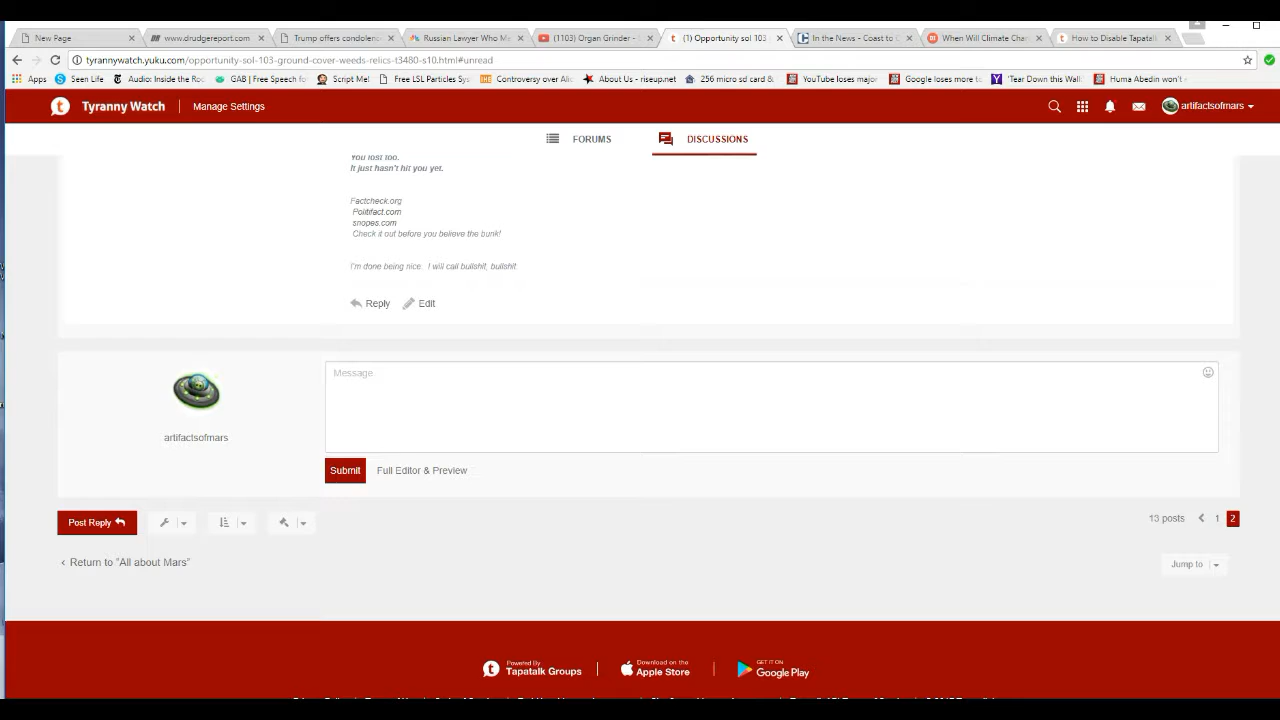 New Page
www.drudgereport.com
Trump offers condolenc
Russian Lawyer Who Me
(1103) Organ Grinder -
(1) Opportunity sol 103
In the News - Coast to C
When Will Climate Chan
How to Disable Tapatal
tyrannywatch.yuku.com/opportunity-sol-103-ground-cover-weeds-relics-t3480-s10.html#unread
Apps
Seen Life
Audio: Inside the Ro
GAB | Free Speech fo
Script Me!
Free LSL Particles Sys
Controversy over Alic
About Us - riseup.net
256 micro sd card &
YouTube loses major
Google loses more to
'Tear Down this Wall'
Huma Abedin won't
Tyranny Watch
Manage Settings
artifactsofmars
FORUMS
DISCUSSIONS
You lost too.
It just hasn't hit you yet.
Factcheck.org
Politifact.com
snopes.com
Check it out before you believe the bunk!
I'm done being nice. I will call bullshit, bullshit
Reply
Edit
Message
artifactsofmars
Submit
Full Editor & Preview
Post Reply
13 posts
1
2
‹ Return to "All about Mars"
Jump to
Powered By
Tapatalk Groups
Download on the
Apple Store
GET IT ON
Google Play